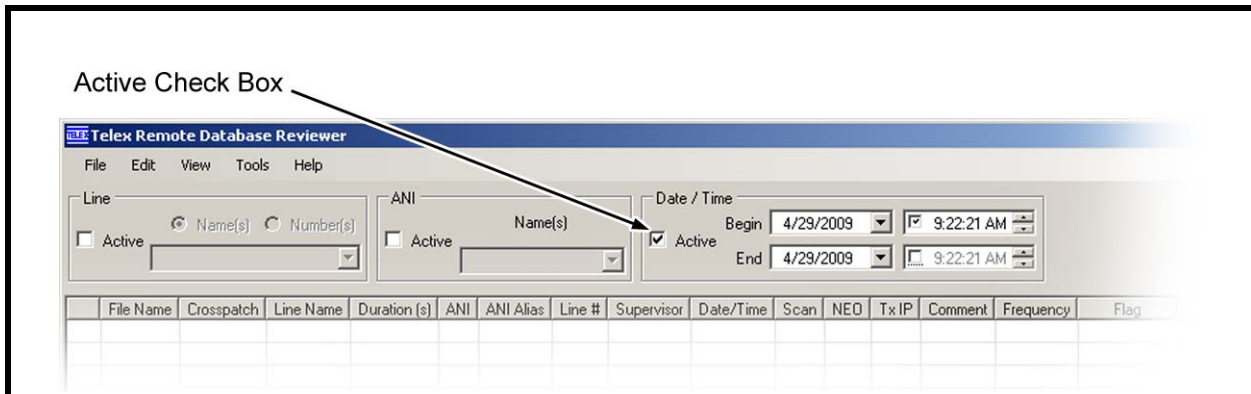 Active Check Box
TELEX Telex Remote Database Reviewer
File Edit View Tools Help
Line
Name(s) Number(s)
Active
ANI
Name(s)
Active
Date / Time
Active
Begin 4/29/2009 9:22:21 AM
End 4/29/2009 9:22:21 AM
File Name Crosspatch Line Name Duration (s) ANI ANI Alias Line # Supervisor Date/Time Scan NEO Tx IP Comment Frequency Flag